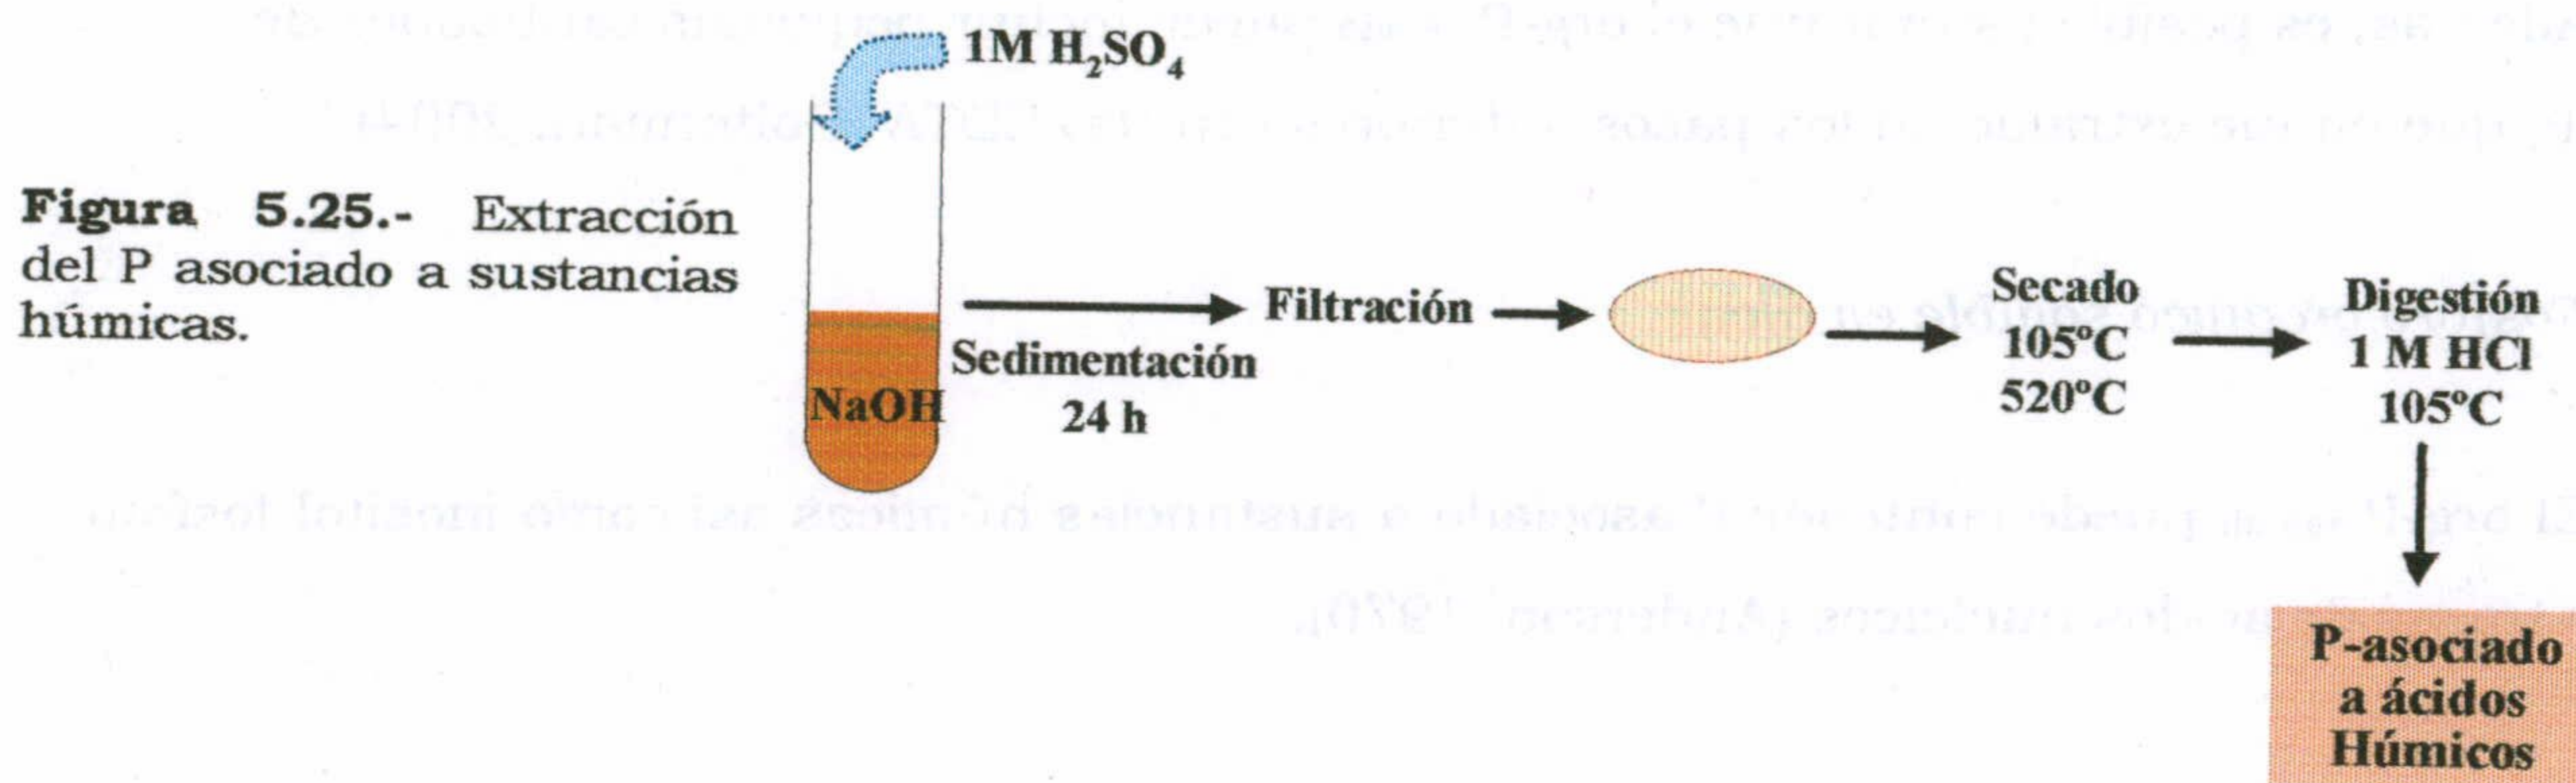 1M H₂SO₄
Figura 5.25.- Extracción
del P asociado a sustancias
húmicas.
NaOH
Sedimentación
24 h
Filtración
Secado
105ºC
520ºC
Digestión
1 M HCl
105ºC
P-asociado
a ácidos
Húmicos